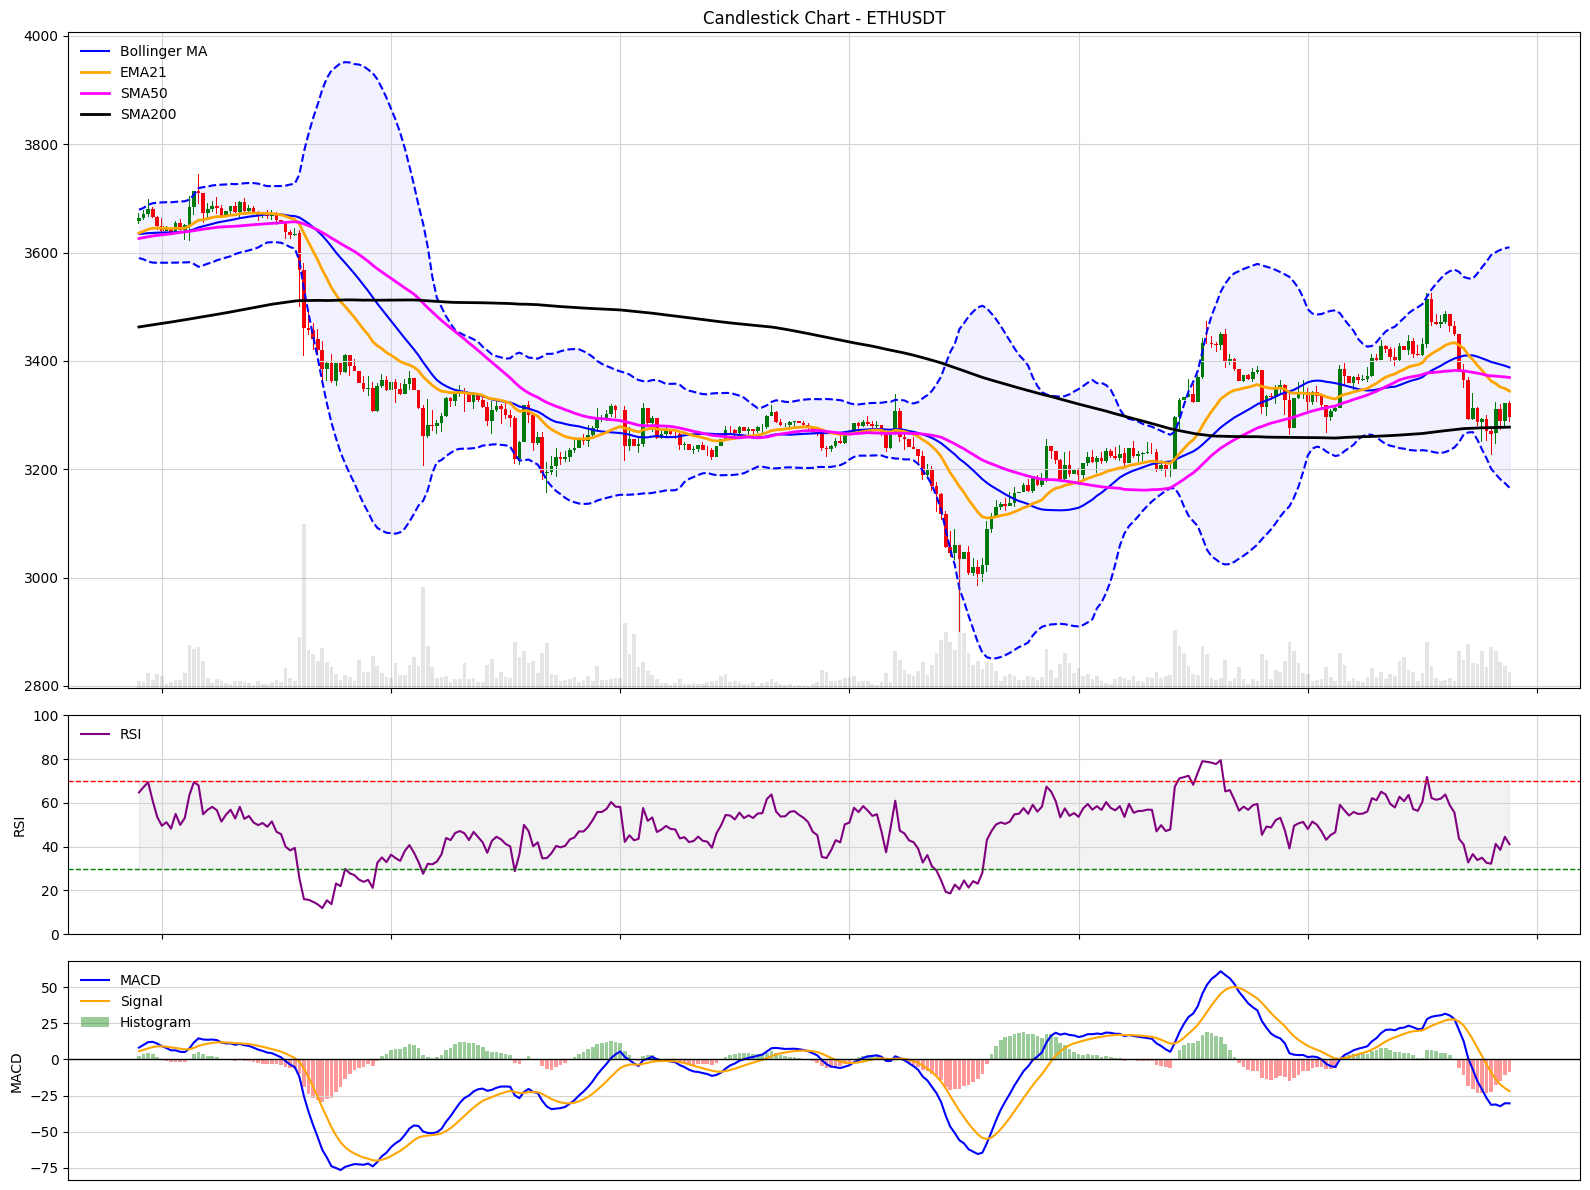 Candlestick Chart - ETHUSDT
4000
3800
3600
3400
3200
3000
2800
Bollinger MA
EMA21
SMA50
SMA200
100
80
60
40
20
0
RSI
RSI
50
25
0
−25
−50
−75
MACD
MACD
Signal
Histogram